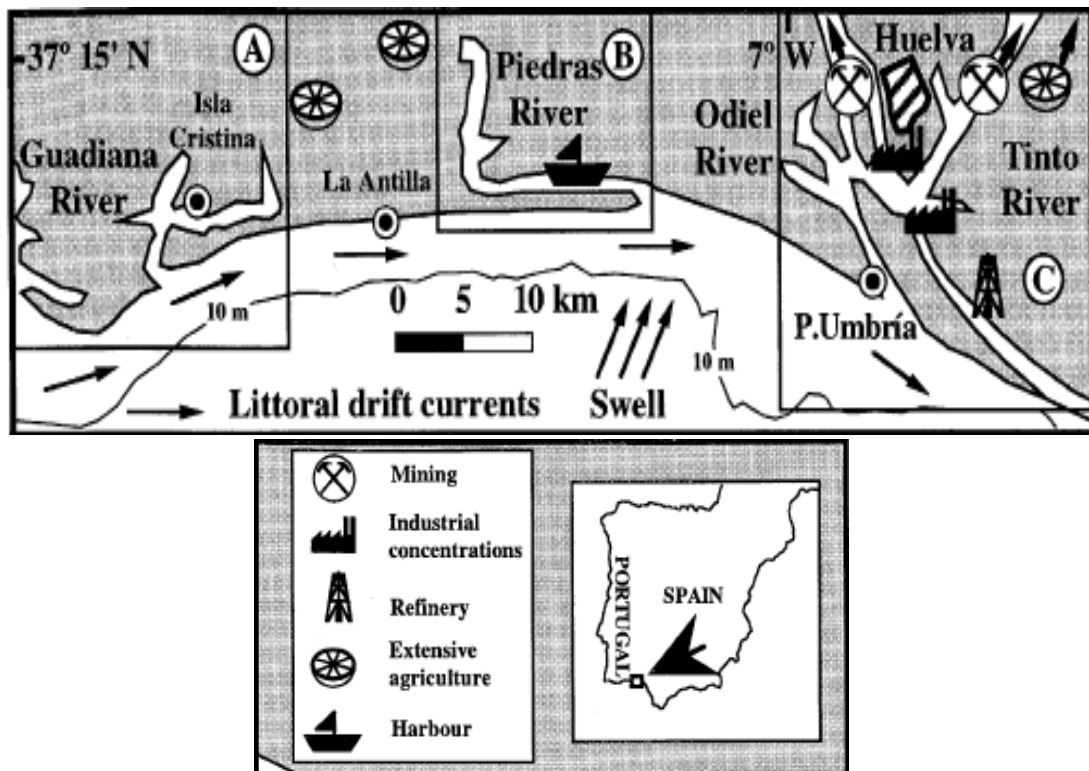 37º 15' N
A
Isla
Cristina
Guadiana
River
La Antilla
Piedras
River
B
7º W
Huelva
Odiel
River
Tinto
River
C
P.Umbría
10 m
0 5 10 km
10 m
Littoral drift currents
Swell
Mining
Industrial
concentrations
Refinery
Extensive
agriculture
Harbour
PORTUGAL
SPAIN